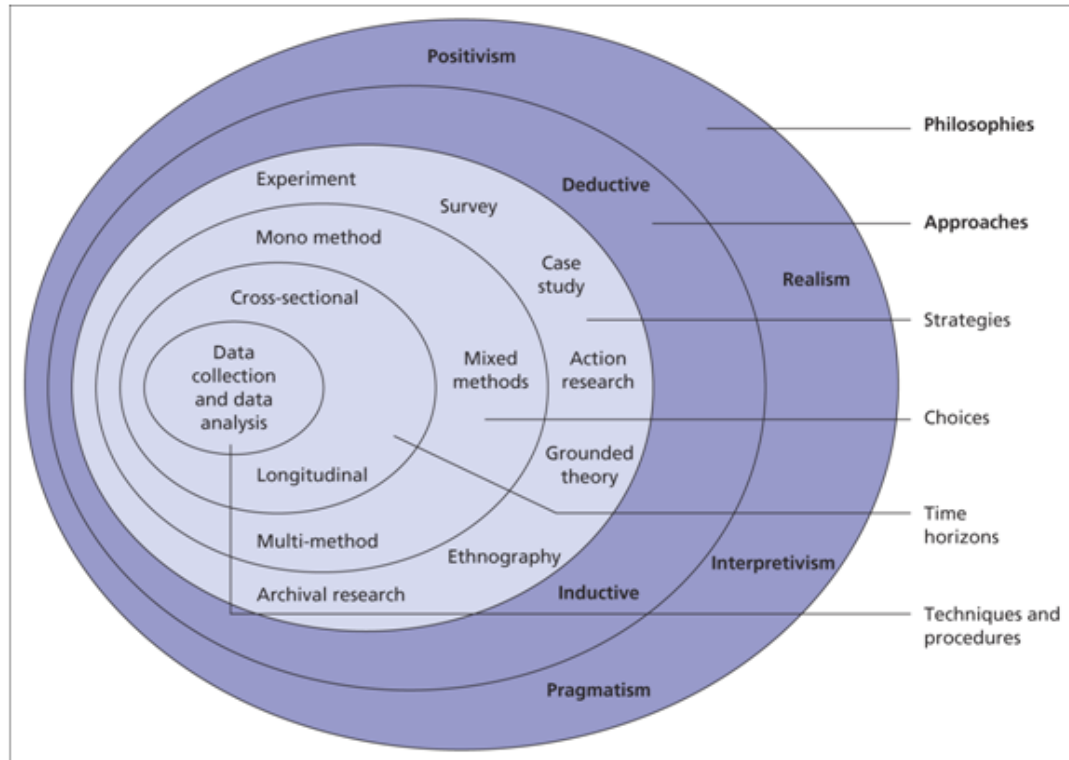 Positivism
Philosophies
Experiment
Deductive
Survey
Approaches
Mono method
Case
study
Realism
Cross-sectional
Strategies
Data
collection
and data
analysis
Mixed
methods
Action
research
Choices
Grounded
theory
Longitudinal
Time
horizons
Multi-method
Ethnography
Interpretivism
Archival research
Inductive
Techniques and
procedures
Pragmatism